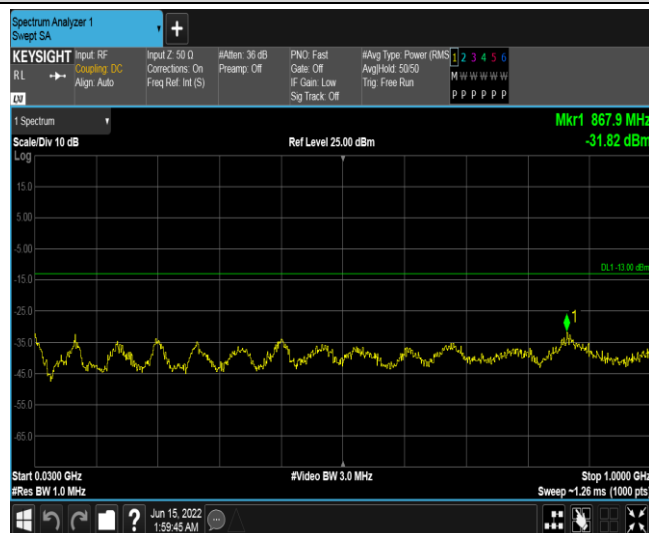 Spectrum Analyzer 1
Swept SA
+
KEYSIGHT
RL
Input: RF
Coupling: DC
Align: Auto
Input Z: 50 Ω
Corrections: On
Freq Ref: Int (S)
#Atten: 36 dB
Preamp: Off
PNO: Fast
Gate: Off
IF Gain: Low
Sig Track: Off
#Avg Type: Power (RMS
Avg|Hold: 50/50
Trig: Free Run
1 2 3 4 5 6
M W W W W W
P P P P P P
LXI
1 Spectrum
Mkr1 867.9 MHz
-31.82 dBm
Scale/Div 10 dB
Ref Level 25.00 dBm
Log
15.0
5.00
-5.00
DL1 -13.00 dBm
-15.0
-25.0
1
-35.0
-45.0
-55.0
-65.0
Start 0.0300 GHz
#Video BW 3.0 MHz
Stop 1.0000 GHz
#Res BW 1.0 MHz
Sweep ~1.26 ms (1000 pts)
?
Jun 15, 2022
1:59:45 AM